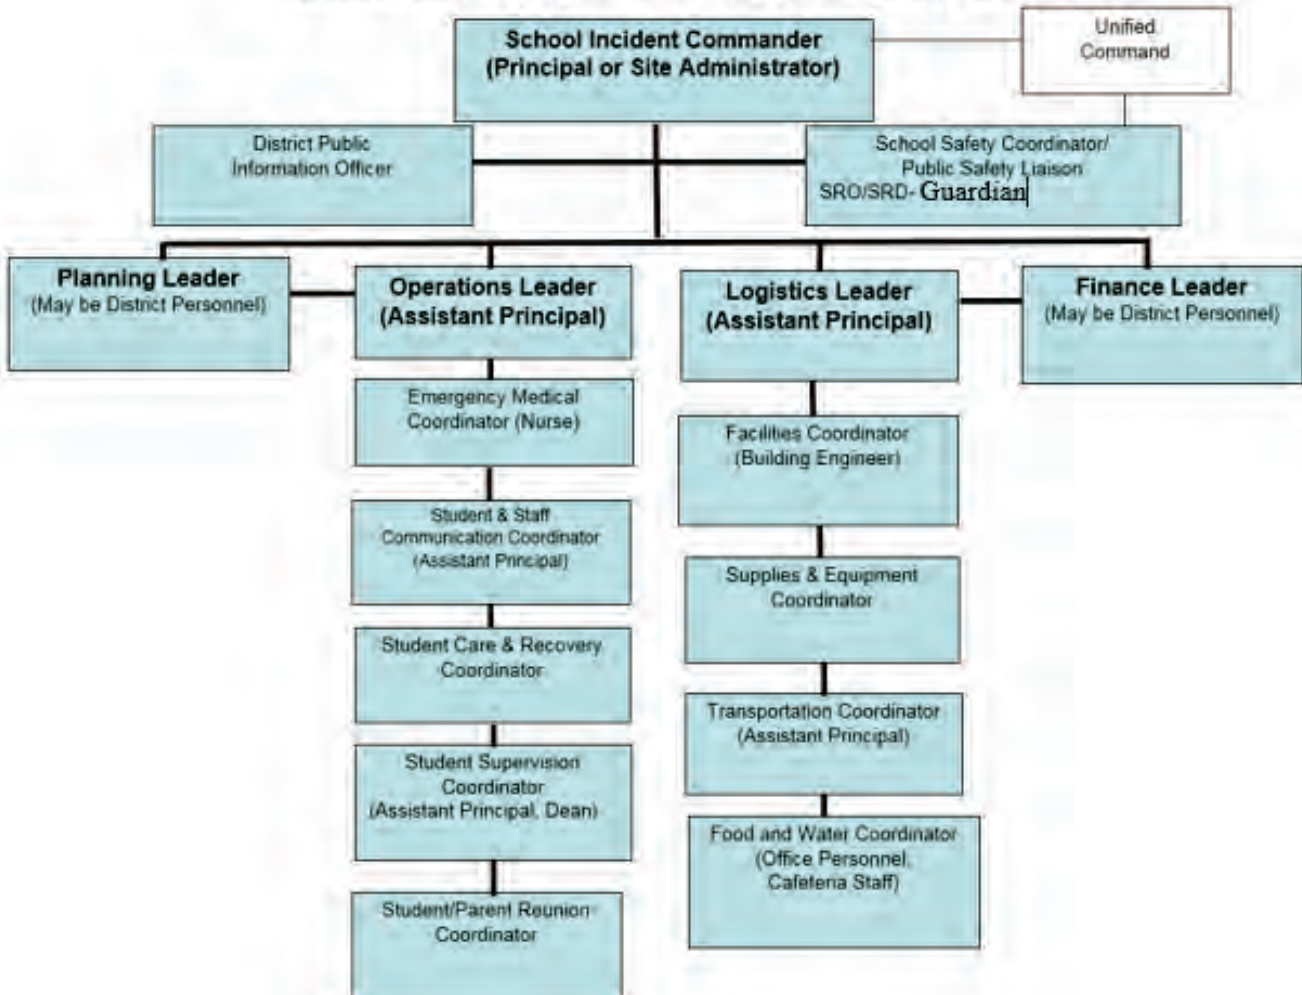 School Incident Commander
(Principal or Site Administrator)
Unified
Command
District Public
Information Officer
School Safety Coordinator/
Public Safety Liaison
SRO/SRD- Guardian
Planning Leader
(May be District Personnel)
Operations Leader
(Assistant Principal)
Logistics Leader
(Assistant Principal)
Finance Leader
(May be District Personnel)
Emergency Medical
Coordinator (Nurse)
Student & Staff
Communication Coordinator
(Assistant Principal)
Student Care & Recovery
Coordinator
Student Supervision
Coordinator
(Assistant Principal, Dean)
Student/Parent Reunion
Coordinator
Facilities Coordinator
(Building Engineer)
Supplies & Equipment
Coordinator
Transportation Coordinator
(Assistant Principal)
Food and Water Coordinator
(Office Personnel,
Cafeteria Staff)